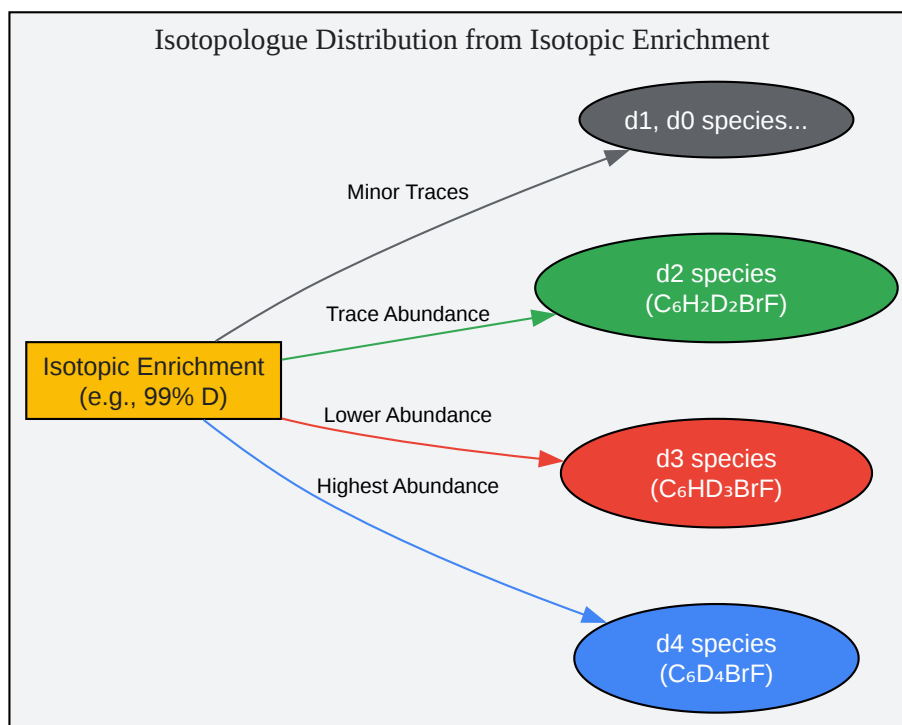 Isotopologue Distribution from Isotopic Enrichment
d1, d0 species...
Minor Traces
d2 species
(C₆H₂D₂BrF)
Trace Abundance
Isotopic Enrichment
(e.g., 99% D)
Lower Abundance
d3 species
(C₆HD₃BrF)
Highest Abundance
d4 species
(C₆D₄BrF)